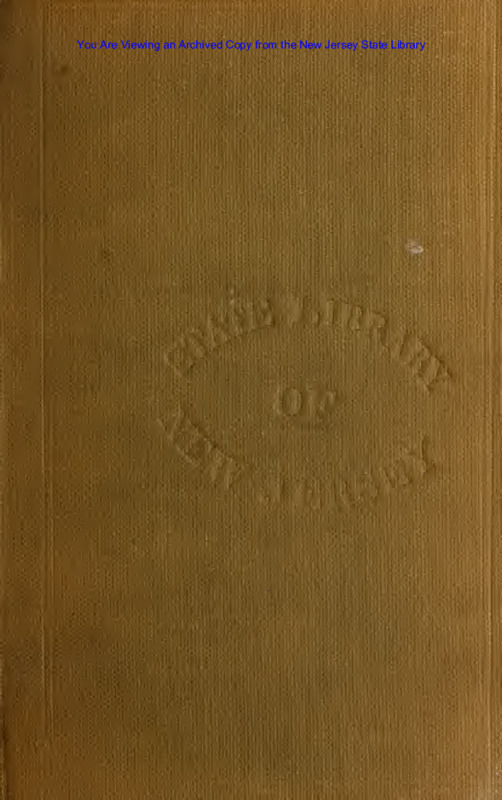 You Are Viewing an Archived Copy from the New Jersey State Library
STATE LIBRARY
OF
NEW JERSEY